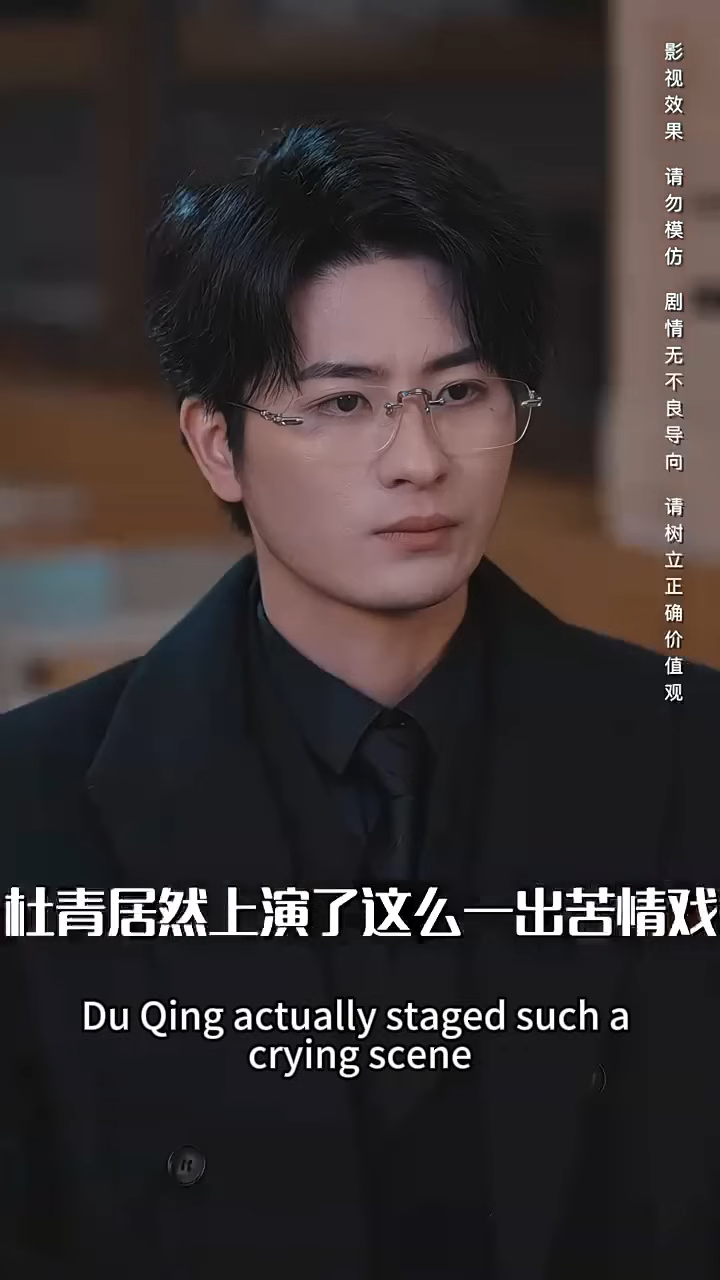 影视效果 请勿模仿 剧情无不良导向 请树立正确价值观
杜青居然上演了这么一出苦情戏
Du Qing actually staged such a
crying scene